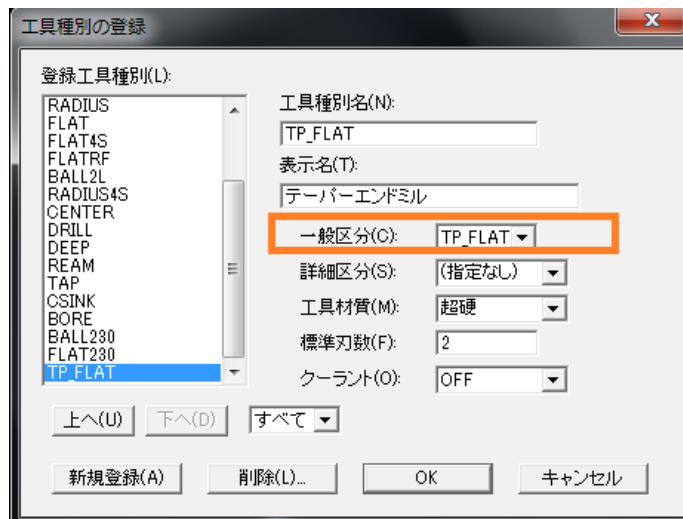 工具種別の登録
登録工具種別(L):
RADIUS
FLAT
FLAT4S
FLATRF
BALL2L
RADIUS4S
CENTER
DRILL
DEEP
REAM
TAP
CSINK
BORE
BALL230
FLAT230
TP_FLAT
工具種別名(N):
TP_FLAT
表示名(T):
テーパーエンドミル
一般区分(C): TP_FLAT
詳細区分(S): (指定なし)
工具材質(M): 超硬
標準刃数(F): 2
クーラント(O): OFF
上へ(U) 下へ(D) すべて
新規登録(A) 削除(L)... OK キャンセル